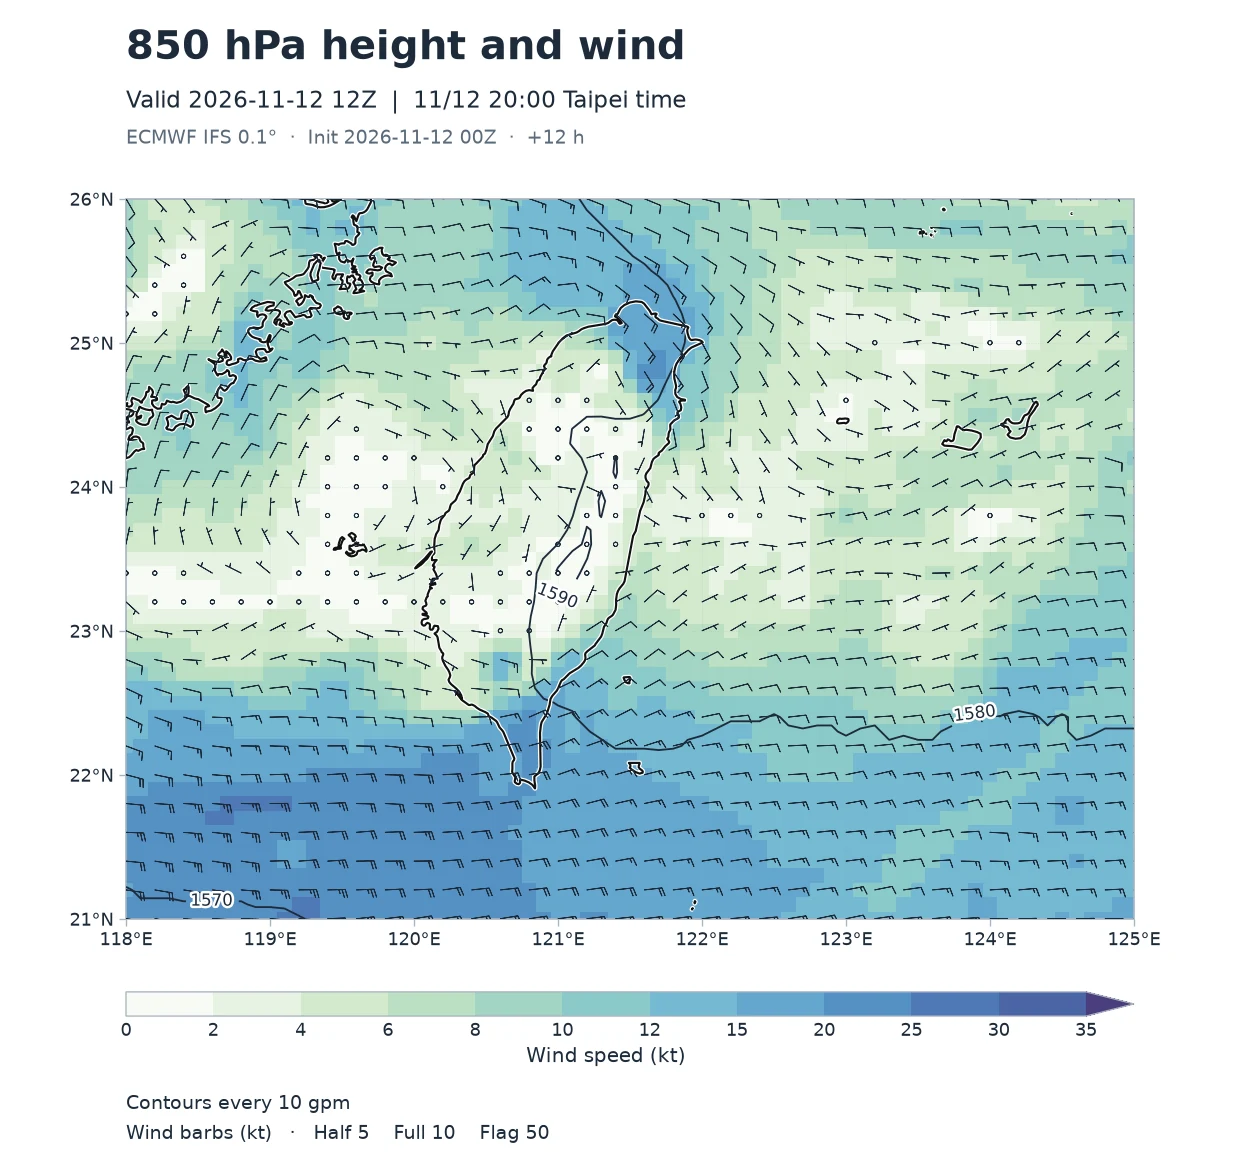 850 hPa height and wind
Valid 2026-11-12 12Z | 11/12 20:00 Taipei time
ECMWF IFS 0.1° · Init 2026-11-12 00Z · +12 h
26°N
25°N
24°N
23°N
22°N
21°N
1590
1580
1570
118°E 119°E 120°E 121°E 122°E 123°E 124°E 125°E
0 2 4 6 8 10 12 15 20 25 30 35
Wind speed (kt)
Contours every 10 gpm
Wind barbs (kt) · Half 5 Full 10 Flag 50